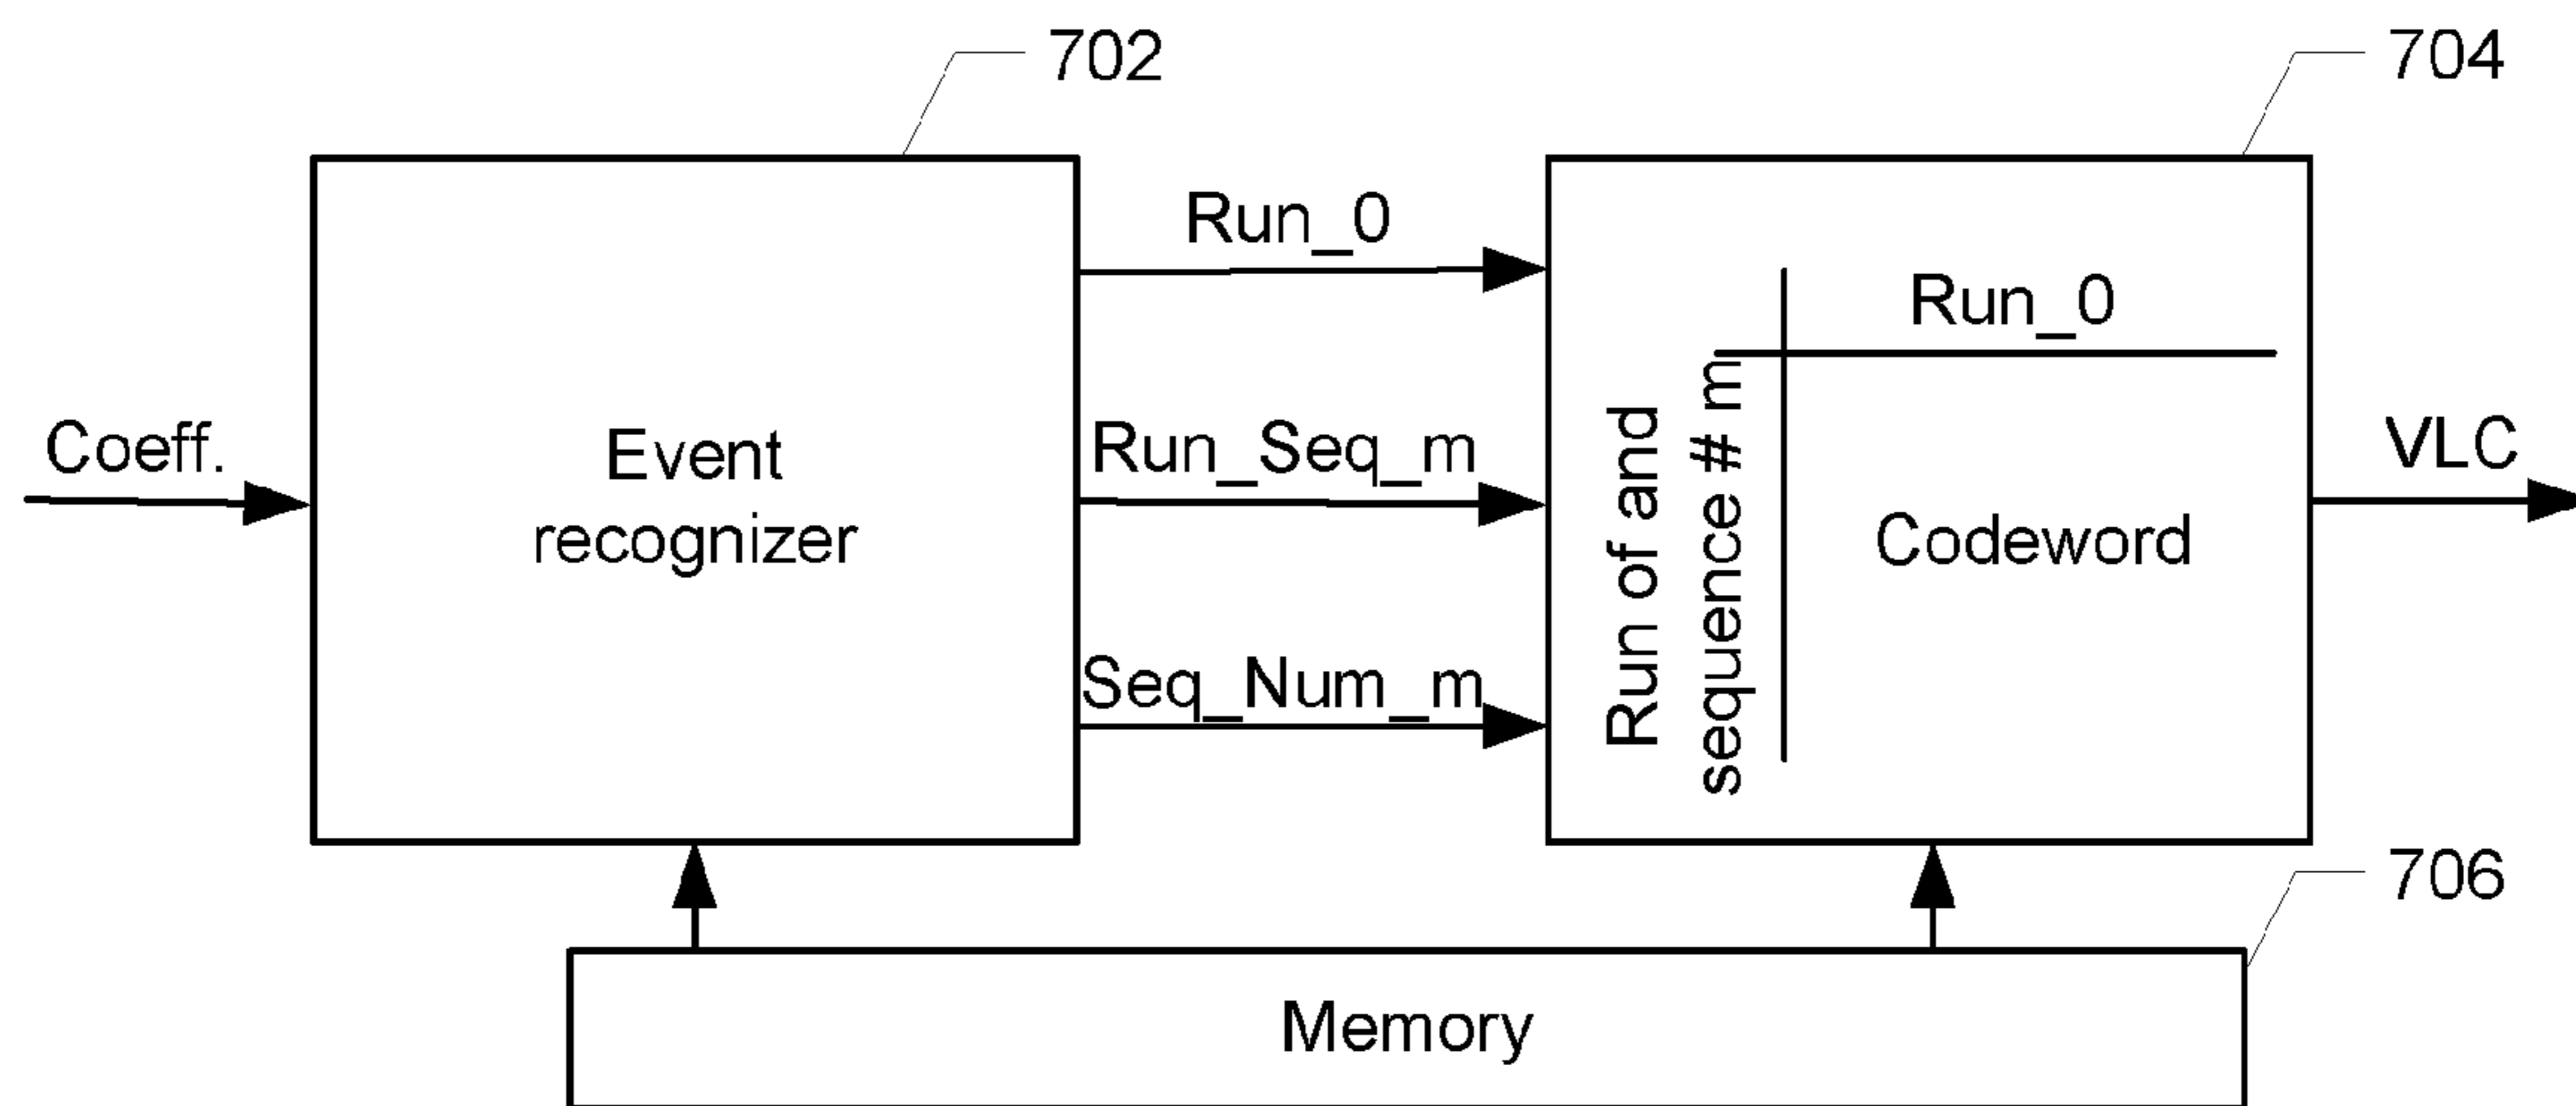 702
704
Run_0
Run_0
Coeff.
Event
recognizer
Run_Seq_m
Run of and
sequence # m
Codeword
VLC
Seq_Num_m
706
Memory